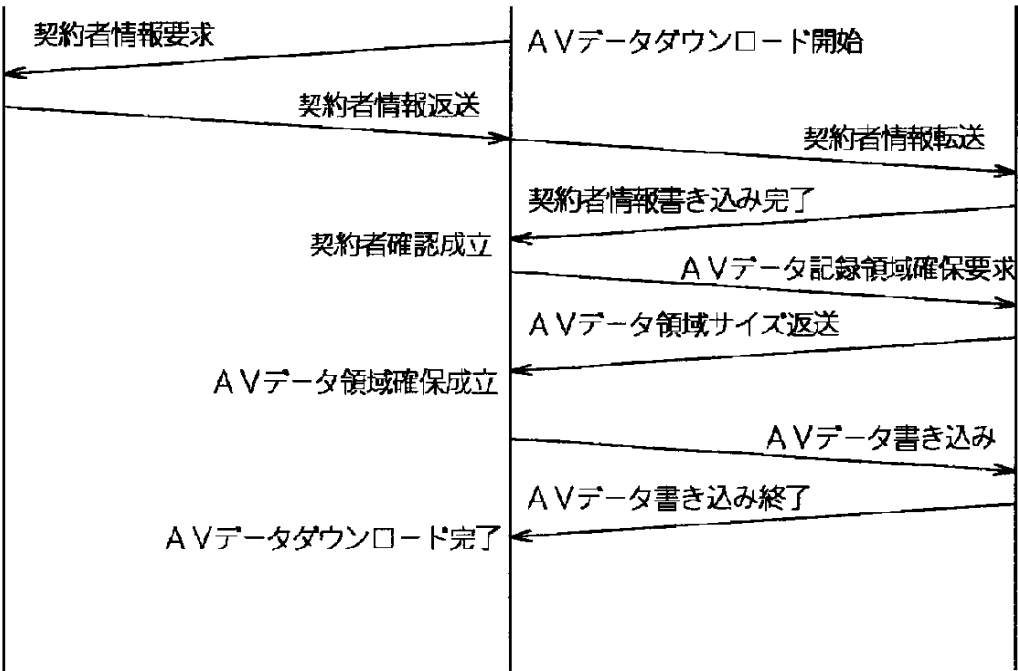 契約者情報要求
AVデータダウンロード開始
契約者情報返送
契約者情報転送
契約者情報書き込み完了
契約者確認成立
AVデータ記録領域確保要求
AVデータ領域サイズ返送
AVデータ領域確保成立
AVデータ書き込み
AVデータ書き込み終了
AVデータダウンロード完了